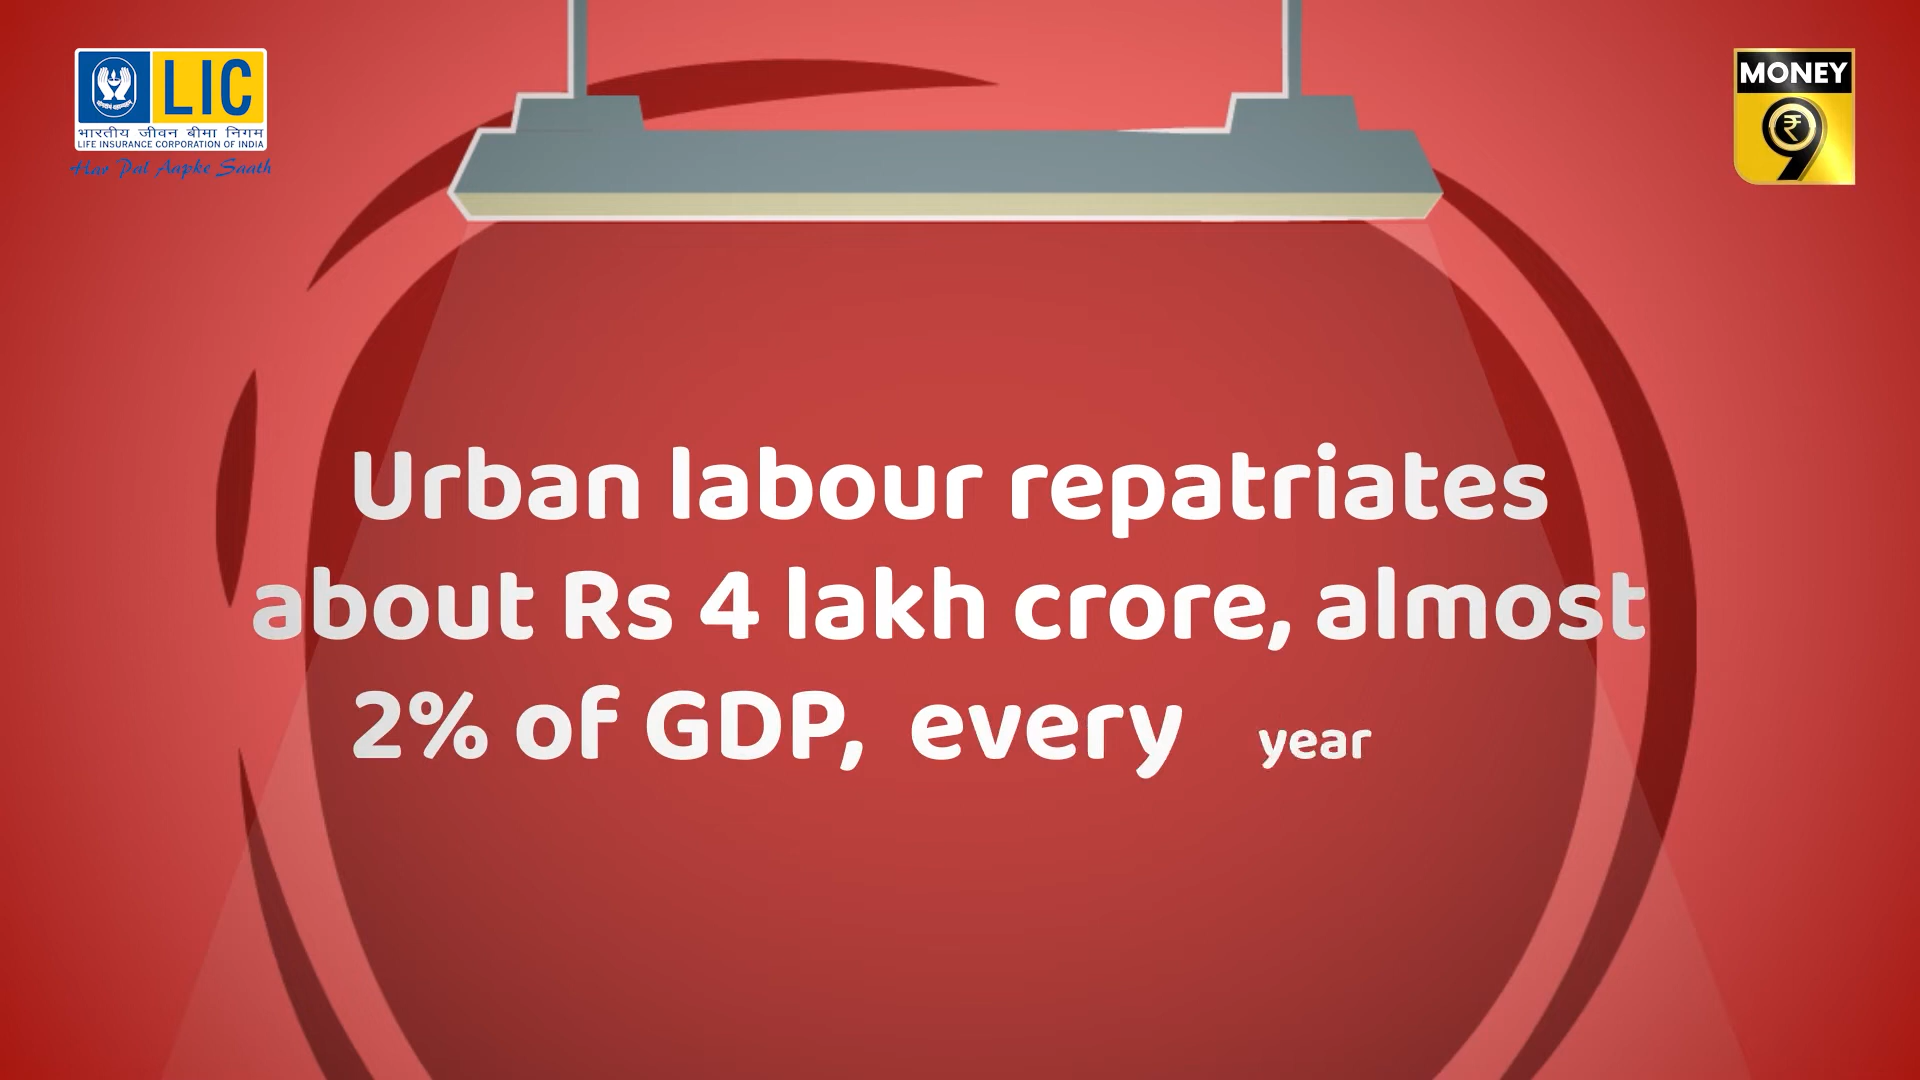 LIC
भारतीय जीवन बीमा निगम
LIFE INSURANCE CORPORATION OF INDIA
Har Pal Aapke Saath
MONEY
₹
9
Urban labour repatriates
about Rs 4 lakh crore, almost
2% of GDP, every year